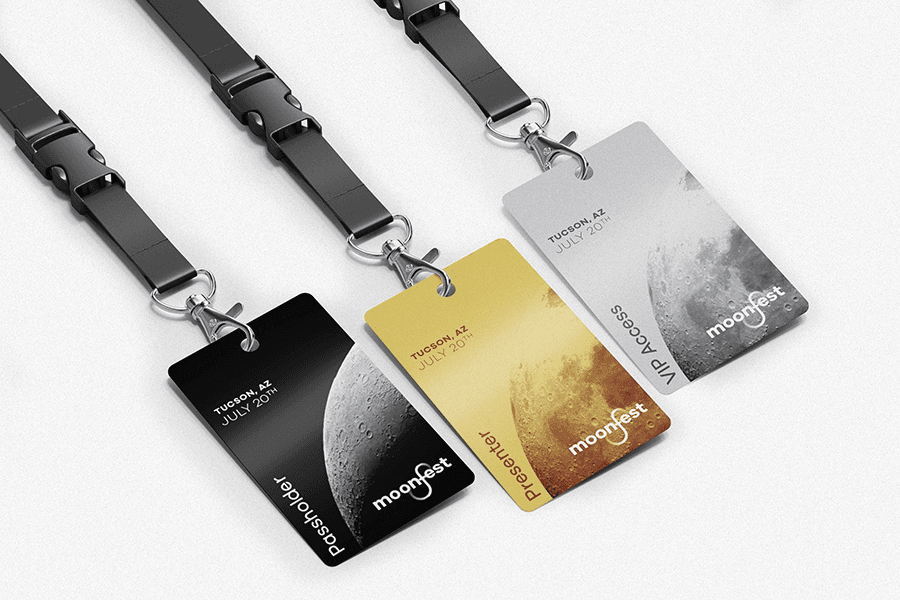 TUCSON, AZ
JULY 20TH
Passholder
moonfest
TUCSON, AZ
JULY 20TH
Presenter
moonfest
TUCSON, AZ
JULY 20TH
VIP Access
moonfest